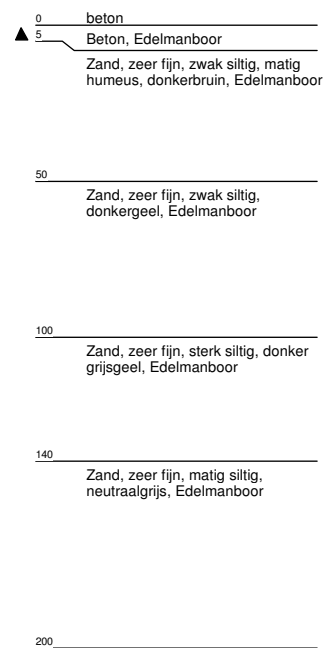 0 beton
5 Beton, Edelmanboor
Zand, zeer fijn, zwak siltig, matig
humeus, donkerbruin, Edelmanboor
50
Zand, zeer fijn, zwak siltig,
donkergeel, Edelmanboor
100
Zand, zeer fijn, sterk siltig, donker
grijsgeel, Edelmanboor
140
Zand, zeer fijn, matig siltig,
neutraalgrijs, Edelmanboor
200